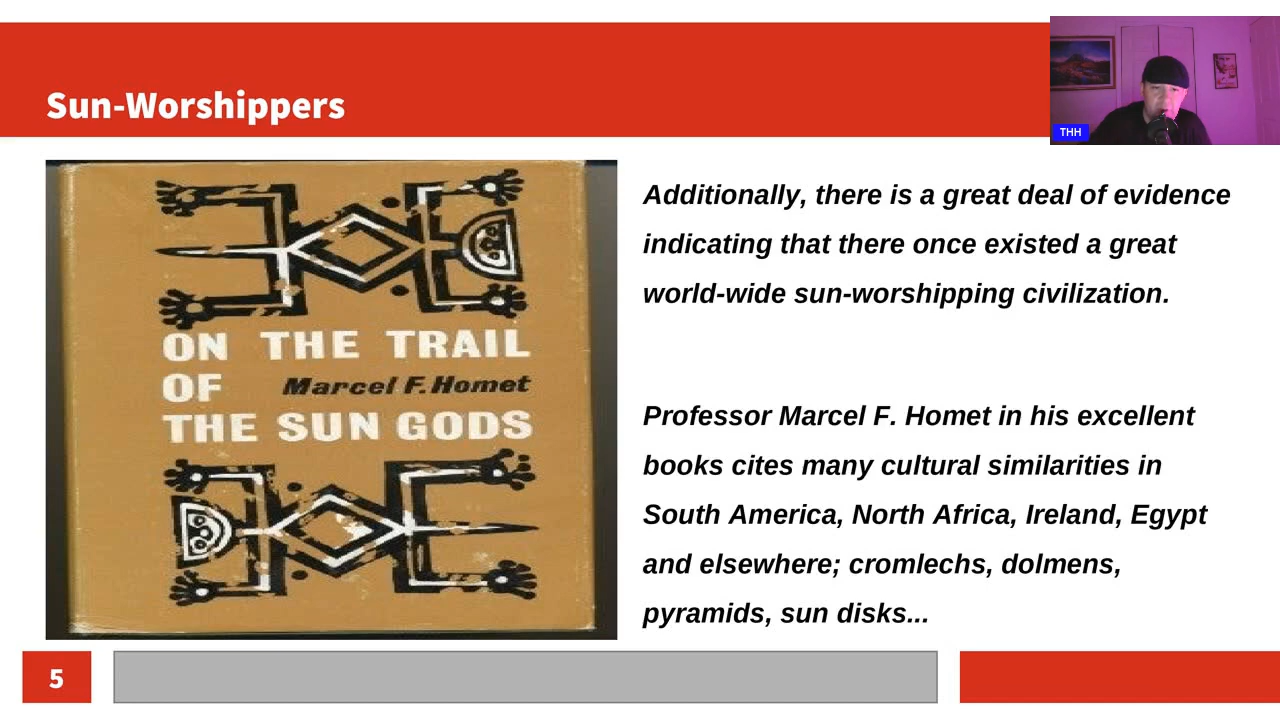 Sun-Worshippers
THH
ON THE TRAIL
OF Marcel F. Homet
THE SUN GODS
Additionally, there is a great deal of evidence
indicating that there once existed a great
world-wide sun-worshipping civilization.
Professor Marcel F. Homet in his excellent
books cites many cultural similarities in
South America, North Africa, Ireland, Egypt
and elsewhere; cromlechs, dolmens,
pyramids, sun disks...
5